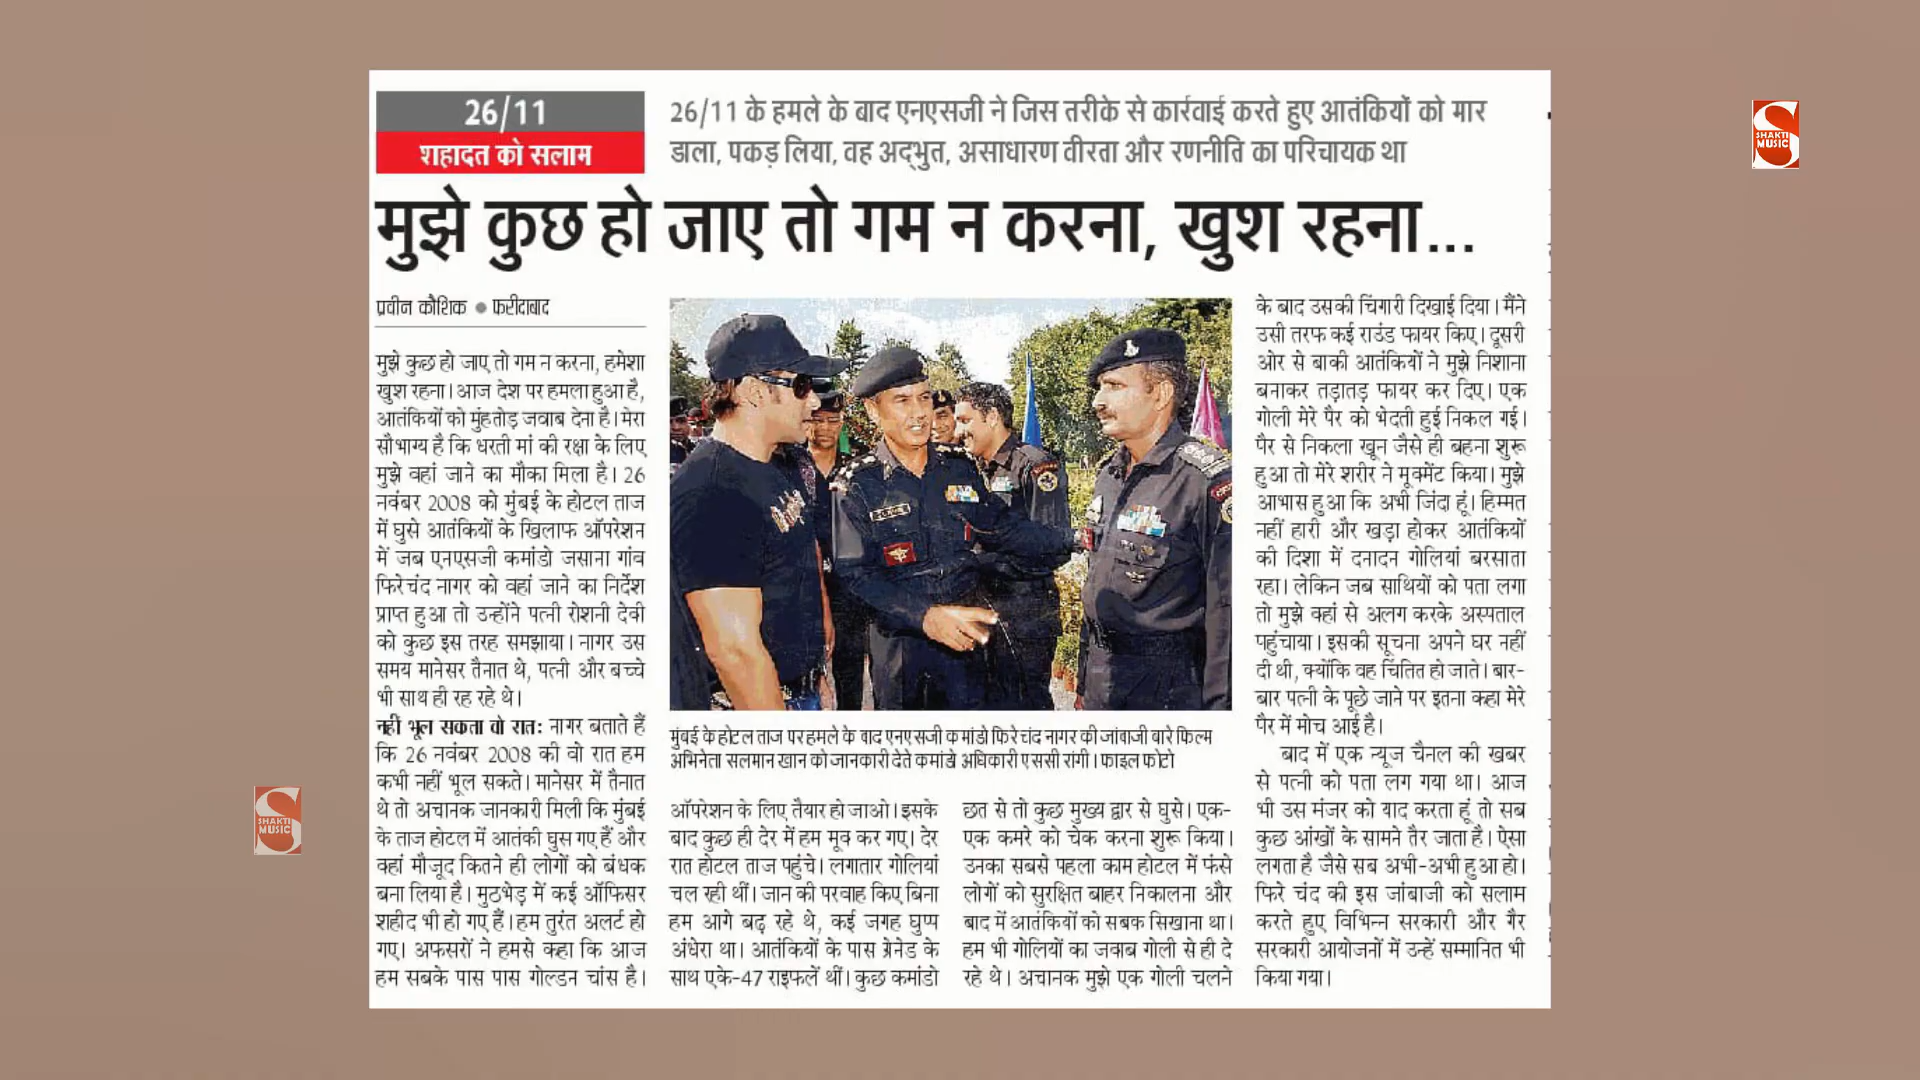 26/11
शहादत को सलाम
26/11 के हमले के बाद एनएसजी ने जिस तरीके से कार्रवाई करते हुए आतंकियों को मार
डाला, पकड़ लिया, वह अद्भुत, असाधारण वीरता और रणनीति का परिचायक था
मुझे कुछ हो जाए तो गम न करना, खुश रहना...
प्रवीन कौशिक ● फरीदाबाद
मुझे कुछ हो जाए तो गम न करना, हमेशा
खुश रहना। आज देश पर हमला हुआ है,
आतंकियों को मुंहतोड़ जवाब देना है। मेरा
सौभाग्य है कि धरती मां की रक्षा के लिए
मुझे वहां जाने का मौका मिला है। 26
नवंबर 2008 को मुंबई के होटल ताज
में घुसे आतंकियों के खिलाफ ऑपरेशन
में जब एनएसजी कमांडो जसाना गांव
फिरेचंद नागर को वहां जाने का निर्देश
प्राप्त हुआ तो उन्होंने पत्नी रोशनी देवी
को कुछ इस तरह समझाया। नागर उस
समय मानेसर तैनात थे, पत्नी और बच्चे
भी साथ ही रह रहे थे।
नहीं भूल सकता वो रात: नागर बताते हैं
कि 26 नवंबर 2008 की वो रात हम
कभी नहीं भूल सकते। मानेसर में तैनात
थे तो अचानक जानकारी मिली कि मुंबई
के ताज होटल में आतंकी घुस गए हैं और
वहां मौजूद कितने ही लोगों को बंधक
बना लिया है। मुठभेड़ में कई ऑफिसर
शहीद भी हो गए हैं। हम तुरंत अलर्ट हो
गए। अफसरों ने हमसे कहा कि आज
हम सबके पास पास गोल्डन चांस है।
मुंबई के होटल ताज पर हमले के बाद एनएसजी कमांडो फिरे चंद नागर की जांबाजी बारे फिल्म
अभिनेता सलमान खान को जानकारी देते कमांडो अधिकारी एससी रांगी। फाइल फोटो
ऑपरेशन के लिए तैयार हो जाओ। इसके
बाद कुछ ही देर में हम मूव कर गए। देर
रात होटल ताज पहुंचे। लगातार गोलियां
चल रही थीं। जान की परवाह किए बिना
हम आगे बढ़ रहे थे, कई जगह घुप्प
अंधेरा था। आतंकियों के पास ग्रेनेड के
साथ एके-47 राइफलें थीं। कुछ कमांडो
छत से तो कुछ मुख्य द्वार से घुसे। एक-
एक कमरे को चेक करना शुरू किया।
उनका सबसे पहला काम होटल में फंसे
लोगों को सुरक्षित बाहर निकालना और
बाद में आतंकियों को सबक सिखाना था।
हम भी गोलियों का जवाब गोली से ही दे
रहे थे। अचानक मुझे एक गोली चलने
के बाद उसकी चिंगारी दिखाई दिया। मैंने
उसी तरफ कई राउंड फायर किए। दूसरी
ओर से बाकी आतंकियों ने मुझे निशाना
बनाकर तड़ातड़ फायर कर दिए। एक
गोली मेरे पैर को भेदती हुई निकल गई।
पैर से निकला खून जैसे ही बहना शुरू
हुआ तो मेरे शरीर ने मूवमेंट किया। मुझे
आभास हुआ कि अभी जिंदा हूं। हिम्मत
नहीं हारी और खड़ा होकर आतंकियों
की दिशा में दनादन गोलियां बरसाता
रहा। लेकिन जब साथियों को पता लगा
तो मुझे वहां से अलग करके अस्पताल
पहुंचाया। इसकी सूचना अपने घर नहीं
दी थी, क्योंकि वह चिंतित हो जाते। बार-
बार पत्नी के पूछे जाने पर इतना कहा मेरे
पैर में मोच आई है।
बाद में एक न्यूज चैनल की खबर
से पत्नी को पता लग गया था। आज
भी उस मंजर को याद करता हूं तो सब
कुछ आंखों के सामने तैर जाता है। ऐसा
लगता है जैसे सब अभी-अभी हुआ हो।
फिरे चंद की इस जांबाजी को सलाम
करते हुए विभिन्न सरकारी और गैर
सरकारी आयोजनों में उन्हें सम्मानित भी
किया गया।
SHAKTI
MUSIC
SHAKTI
MUSIC